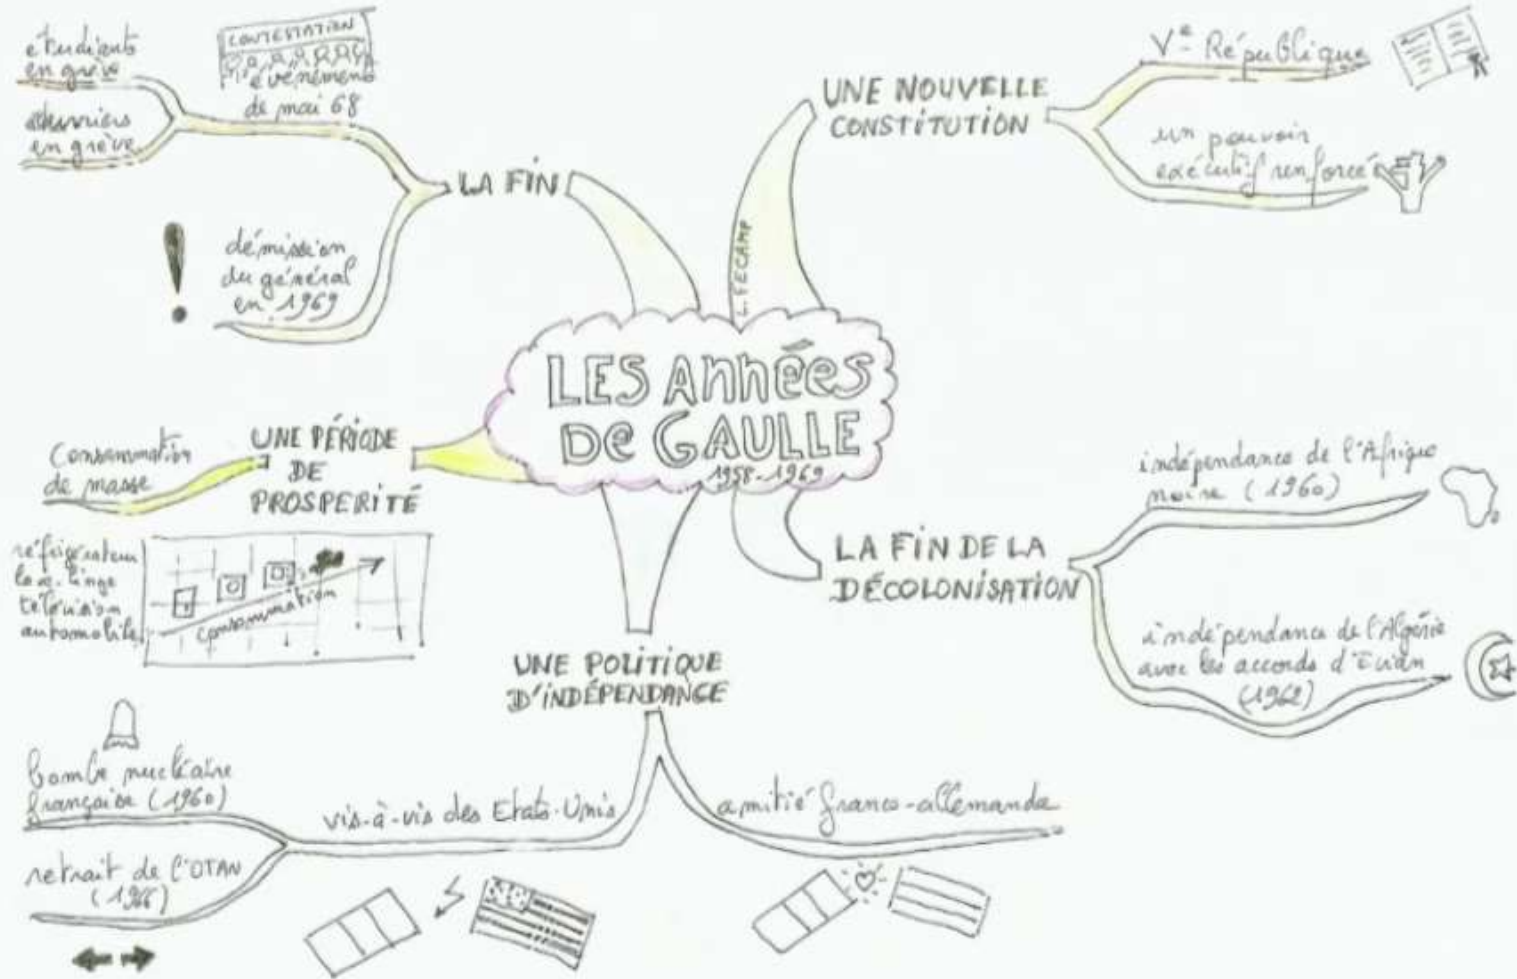 LES AnnéeS
De GAULLE
1958-1969
L. FECAMP
UNE NOUVELLE
CONSTITUTION
Ve République
un pouvoir
exécutif renforcé
LA FIN DE LA
DÉCOLONISATION
indépendance de l'Afrique
noire (1960)
indépendance de l'Algérie
avec les accords d'Evian
(1962)
UNE POLITIQUE
D'INDÉPENDANCE
amitié franco-allemande
vis-à-vis des Etats-Unis
bombe nucléaire
française (1960)
retrait de l'OTAN
(1966)
UNE PÉRIODE
DE
PROSPERITÉ
Consommation
de masse
réfrigérateur
lave-linge
télévision
automobile
consommation
LA FIN
CONTESTATION
événements
de mai 68
etudiants
en grève
ouvriers
en grève
démission
du général
en 1969
!